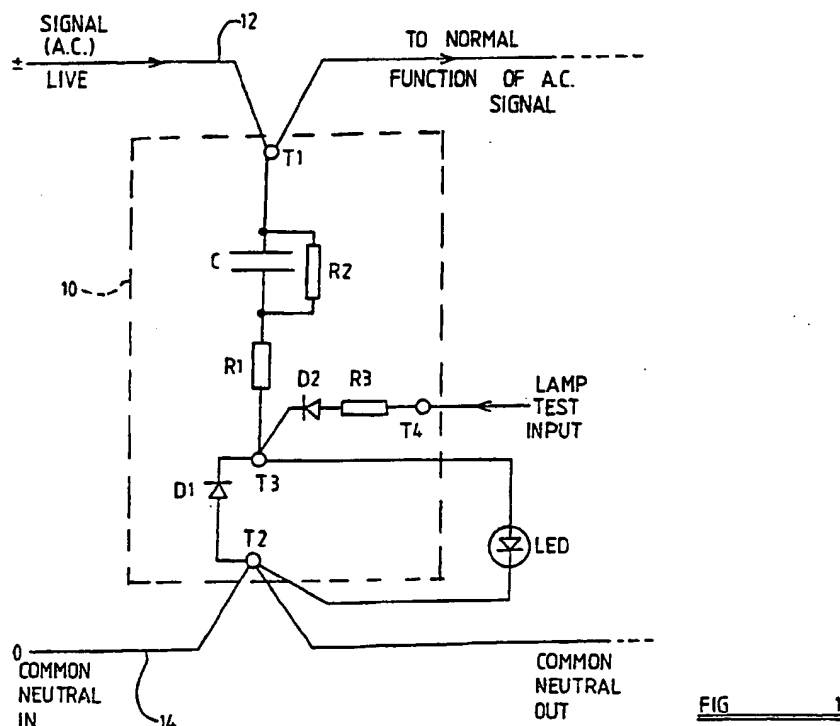 SIGNAL
(A.C.)
12
±
LIVE
TO NORMAL
FUNCTION OF A.C.
SIGNAL
T1
C
R2
10
R1
D2
R3
LAMP
TEST
INPUT
T4
T3
D1
T2
LED
0
COMMON
NEUTRAL
IN
14
COMMON
NEUTRAL
OUT
FIG 1